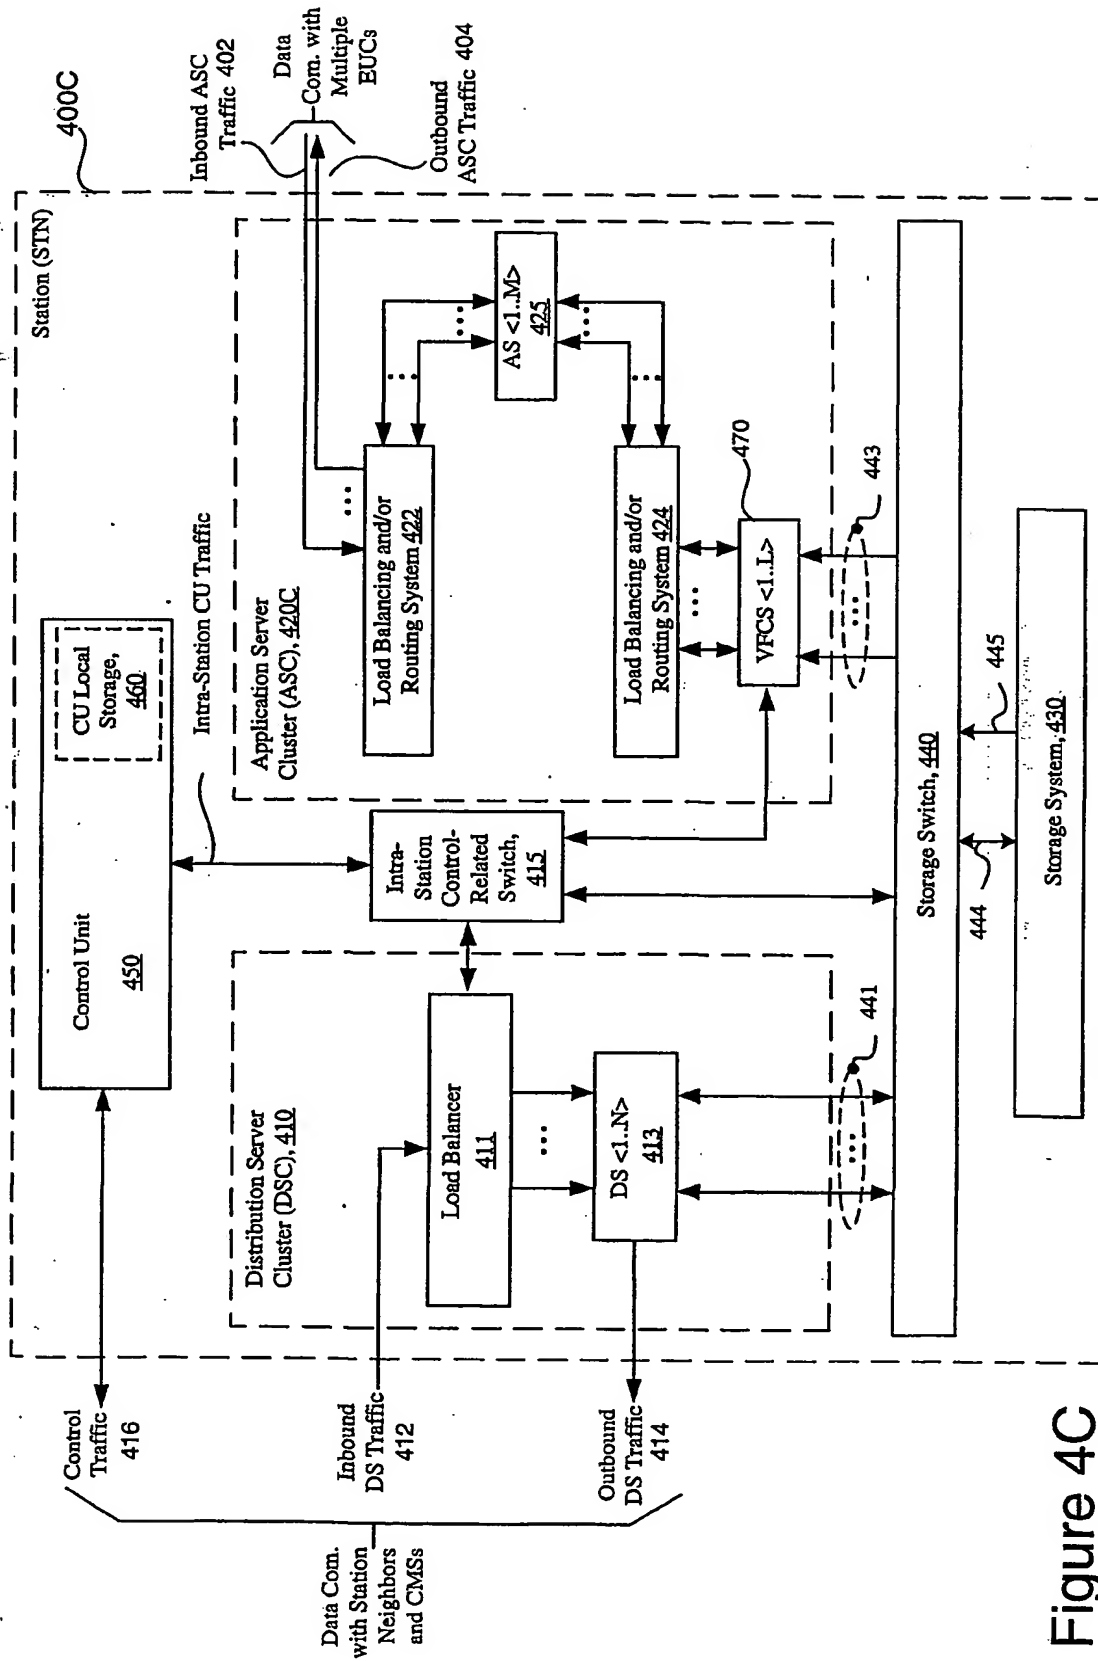 400C
Station (STN)
Control
Traffic
416
Control Unit
450
CU Local
Storage,
460
Intra-Station CU Traffic
Inbound ASC
Traffic 402
Data
Com. with
Multiple
EUCs
Outbound
ASC Traffic 404
Data Com.
with Station
Neighbors
and CMSs
Inbound
DS Traffic
412
Outbound
DS Traffic
414
Distribution Server
Cluster (DSC), 410
Load Balancer
411
...
DS <1..N>
413
Intra-
Station
Control-
Related
Switch,
415
Application Server
Cluster (ASC), 420C
...
Load Balancing and/or
Routing System 422
...
...
AS <1..M>
425
...
...
Load Balancing and/or
Routing System 424
...
470
VFCS <1..L>
441
...
443
...
Storage Switch, 440
444
445
Storage System, 430
Figure 4C